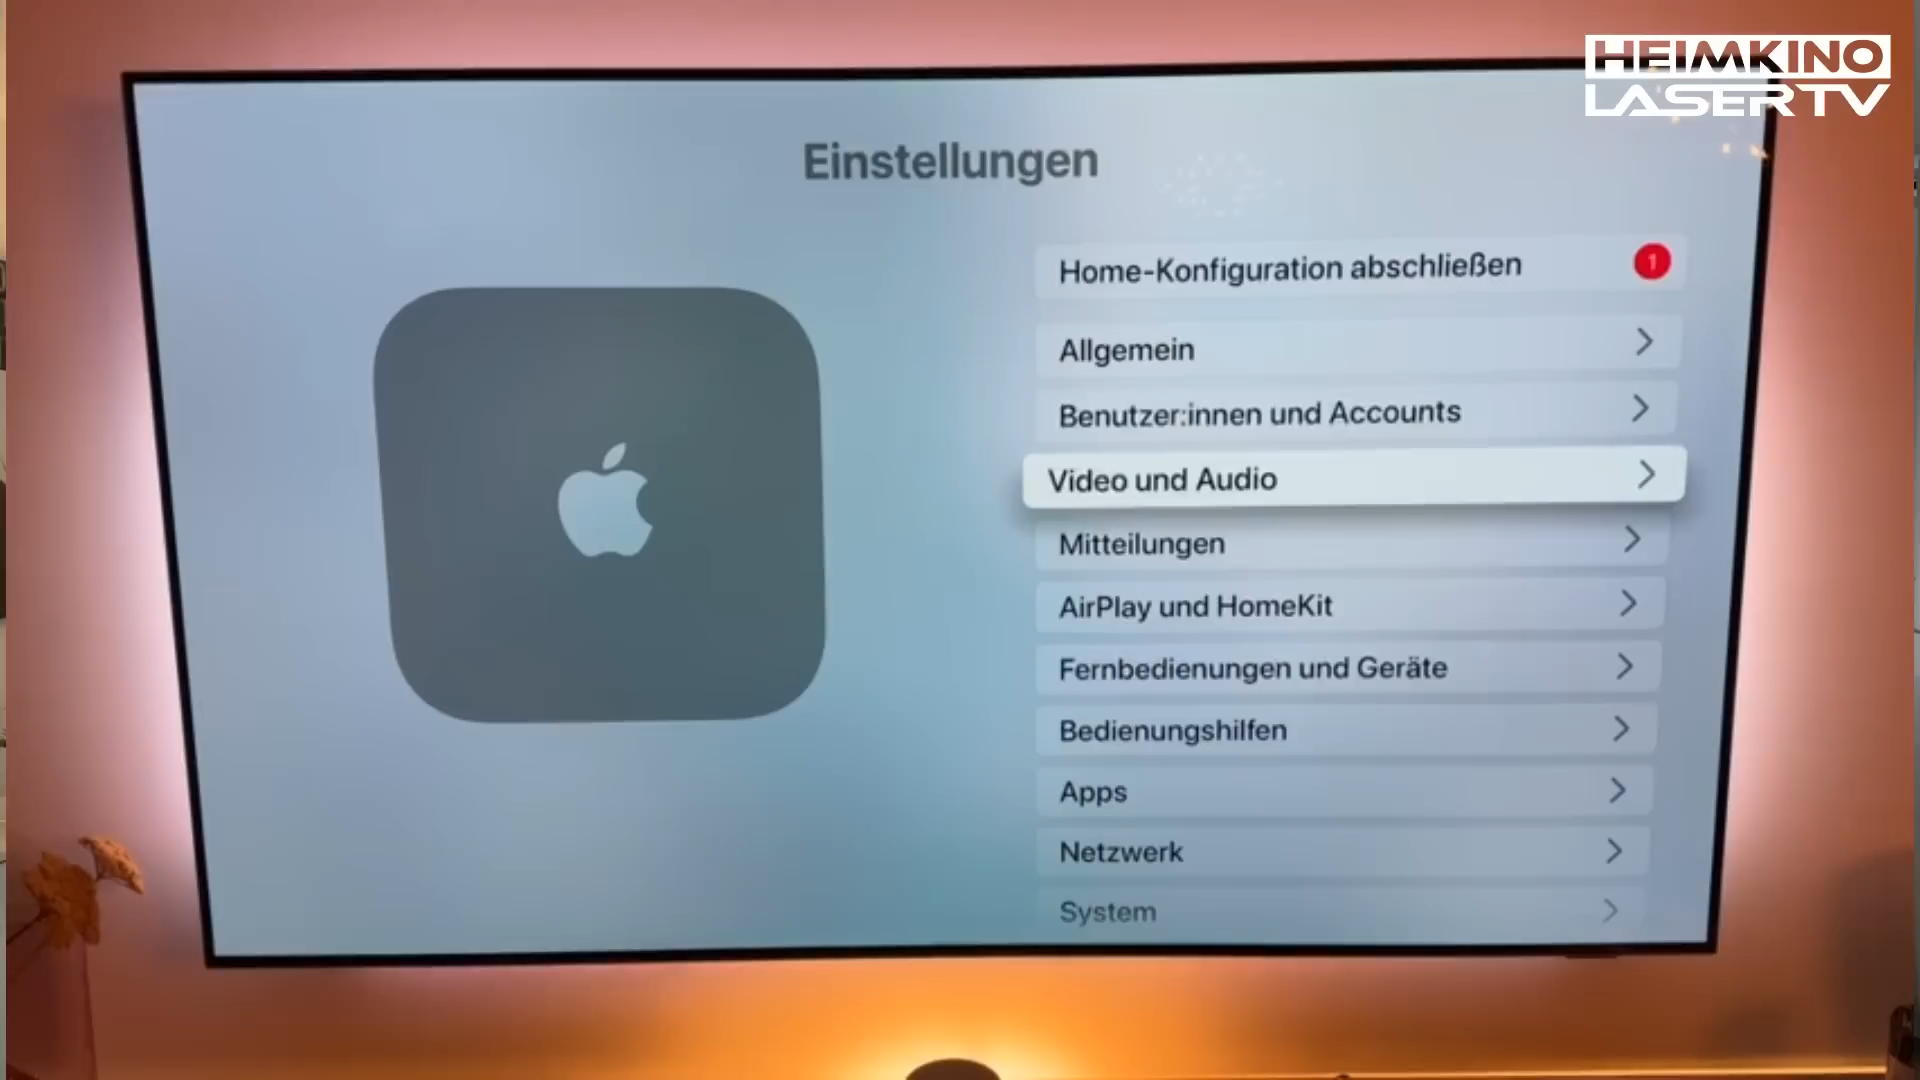 HEIMKINO
LASERTV
Einstellungen
Home-Konfiguration abschließen
1
Allgemein
Benutzer:innen und Accounts
Video und Audio
Mitteilungen
AirPlay und HomeKit
Fernbedienungen und Geräte
Bedienungshilfen
Apps
Netzwerk
System